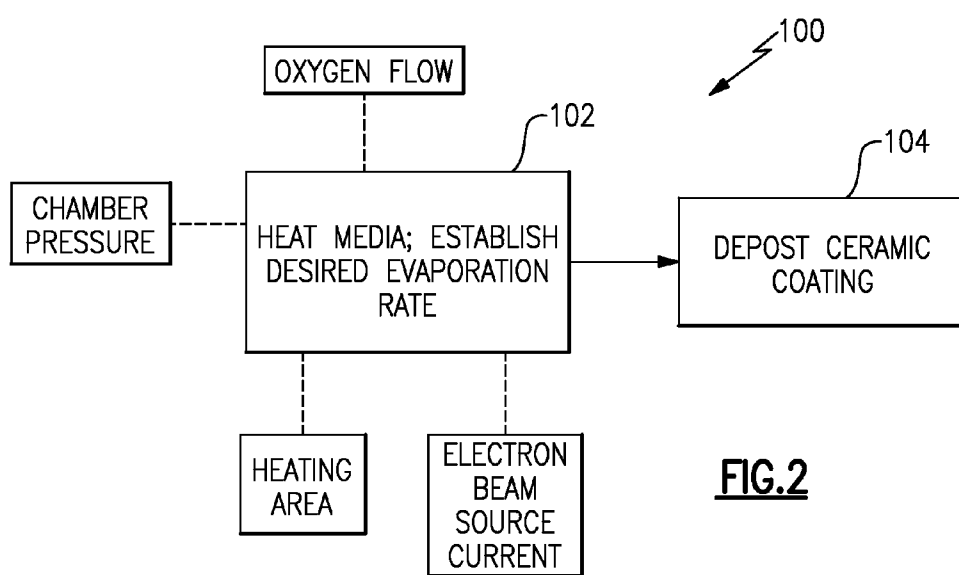 100
OXYGEN FLOW
102
104
CHAMBER
PRESSURE
HEAT MEDIA; ESTABLISH
DESIRED EVAPORATION
RATE
DEPOST CERAMIC
COATING
HEATING
AREA
ELECTRON
BEAM
SOURCE
CURRENT
FIG.2